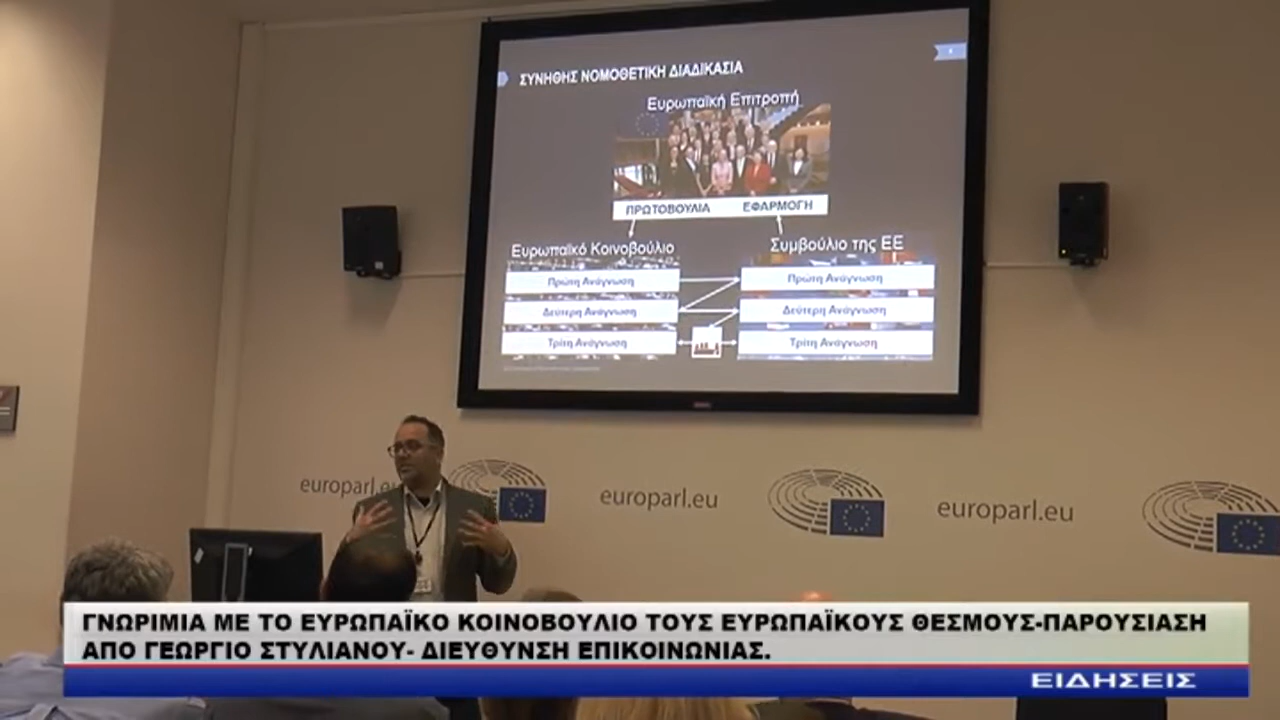 ΣΥΝΗΘΗΣ ΝΟΜΟΘΕΤΙΚΗ ΔΙΑΔΙΚΑΣΙΑ
Ευρωπαϊκή Επιτροπή
ΠΡΩΤΟΒΟΥΛΙΑ ΕΦΑΡΜΟΓΗ
Ευρωπαϊκό Κοινοβούλιο Συμβούλιο της ΕΕ
Πρώτη Ανάγνωση Πρώτη Ανάγνωση
Δεύτερη Ανάγνωση Δεύτερη Ανάγνωση
Τρίτη Ανάγνωση Τρίτη Ανάγνωση
europarl.eu europarl.eu europarl.eu
ΓΝΩΡΙΜΙΑ ΜΕ ΤΟ ΕΥΡΩΠΑΪΚΟ ΚΟΙΝΟΒΟΥΛΙΟ ΤΟΥΣ ΕΥΡΩΠΑΪΚΟΥΣ ΘΕΣΜΟΥΣ-ΠΑΡΟΥΣΙΑΣΗ
ΑΠΟ ΓΕΩΡΓΙΟ ΣΤΥΛΙΑΝΟΥ- ΔΙΕΥΘΥΝΣΗ ΕΠΙΚΟΙΝΩΝΙΑΣ.
ΕΙΔΗΣΕΙΣ